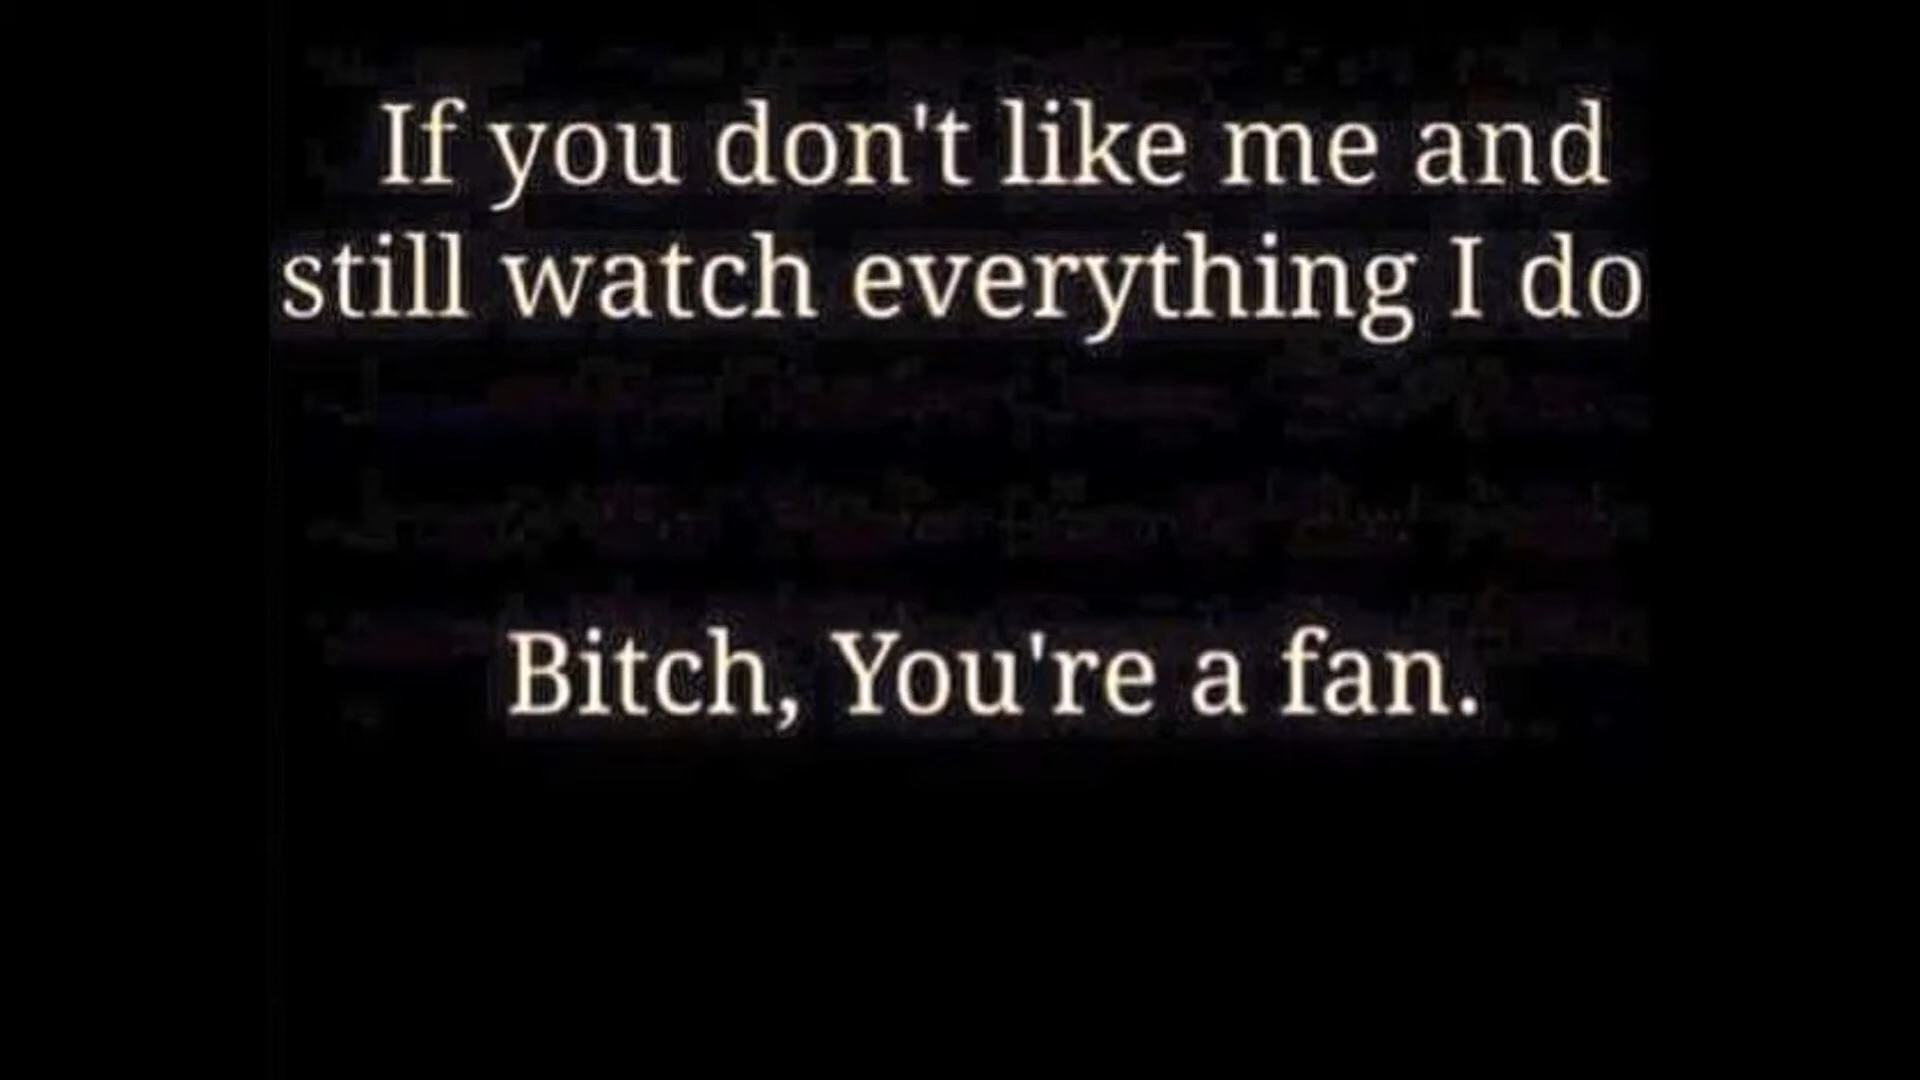 If you don't like me and
still watch everything I do
Bitch, You're a fan.